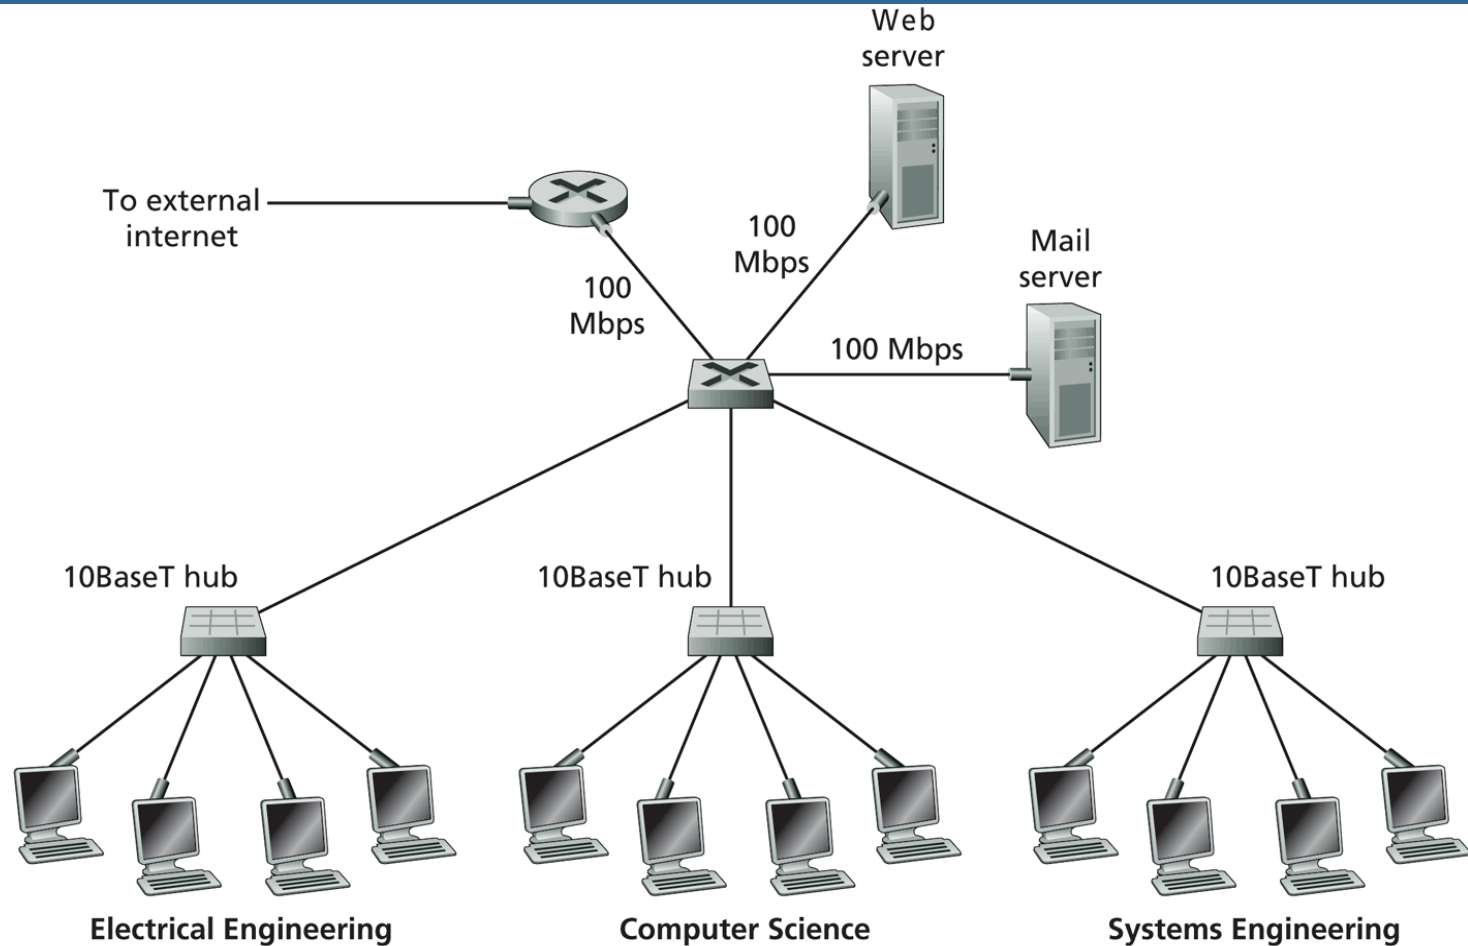 Web
server
To external
internet
100
Mbps
100
Mbps
Mail
server
100 Mbps
10BaseT hub
10BaseT hub
10BaseT hub
Electrical Engineering
Computer Science
Systems Engineering